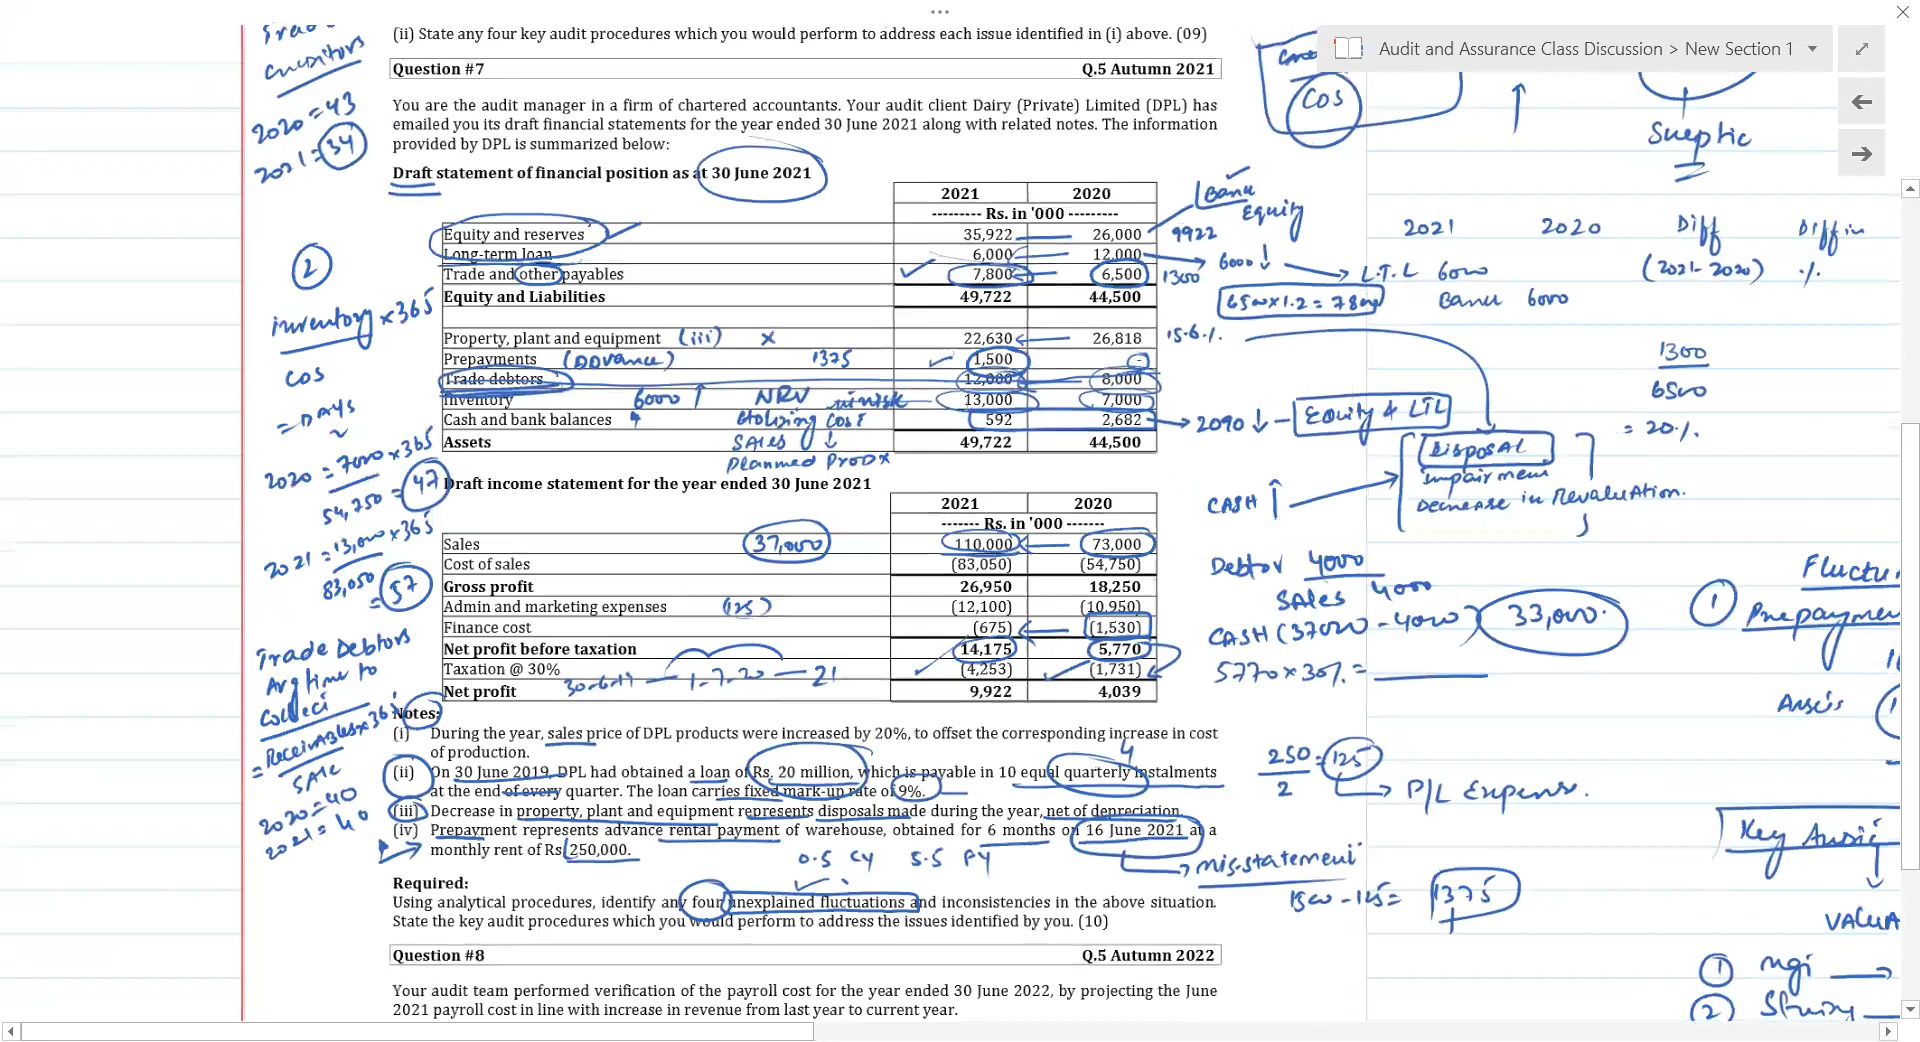 (ii) State any four key audit procedures which you would perform to address each issue identified in (i) above. (09)
Audit and Assurance Class Discussion > New Section 1
Creditors
2020 = 43
2021 = 34
Question #7 Q.5 Autumn 2021
COS
Skeptic
You are the audit manager in a firm of chartered accountants. Your audit client Dairy (Private) Limited (DPL) has
emailed you its draft financial statements for the year ended 30 June 2021 along with related notes. The information
provided by DPL is summarized below:
Draft statement of financial position as at 30 June 2021
2021 2020
--------- Rs. in '000 ---------
Equity and reserves 35,922 26,000
Long-term loan 6,000 12,000
Trade and other payables 7,800 6,500
Equity and Liabilities 49,722 44,500
Property, plant and equipment (iii) x 22,630 26,818
Prepayments (Advance) 1375 1,500 -
Trade debtors 12,000 8,000
Inventory 6000 ↑ NRV 13,000 7,000
Cash and bank balances 592 2,682
Assets 49,722 44,500
Sales ↓
Planned Prod x
Bank
Equity
9922
6000 ↓
1300
6500 x 1.2 = 7800
15.6%
2090 ↓ Equity & LTL
2021 2020 Diff Diff in
(2021-2020) %
L.T.L 6000
Bank 6000
1300
6500
= 20%
Disposal
impairment
Decrease in Revaluation.
CASH ↑
2
inventory x 365
COS
= DAYS
2020 = 7000 x 365
54,750 = 47
2021 = 13,000 x 365
83,050 = 57
Draft income statement for the year ended 30 June 2021
2021 2020
------- Rs. in '000 -------
Sales 37,000 110,000 73,000
Cost of sales (83,050) (54,750)
Gross profit 26,950 18,250
Admin and marketing expenses (125) (12,100) (10,950)
Finance cost (675) (1,530)
Net profit before taxation 14,175 5,770
Taxation @ 30% (4,253) (1,731)
Net profit 9,922 4,039
30-6-19 — 1-7-20 — 21
Debtor 4000
SAles 4000
CASH (37000 - 4000) 33,000
5770 x 30% =
1
Prepayment
Trade Debtors
Avg time to
Collect
= Receivables x 365
SAle
2020 = 40
2021 = 40
Notes:
(i) During the year, sales price of DPL products were increased by 20%, to offset the corresponding increase in cost
of production.
(ii) On 30 June 2019, DPL had obtained a loan of Rs. 20 million, which is payable in 10 equal quarterly instalments
at the end of every quarter. The loan carries fixed mark-up rate of 9%.
(iii) Decrease in property, plant and equipment represents disposals made during the year, net of depreciation.
(iv) Prepayment represents advance rental payment of warehouse, obtained for 6 months on 16 June 2021 at a
monthly rent of Rs. 250,000.
4
0.5 CY 5.5 PY
misstatement
250
2
= 125
P/L Expense.
1500 - 125 = 1375
Key Audit
Required:
Using analytical procedures, identify any four unexplained fluctuations and inconsistencies in the above situation.
State the key audit procedures which you would perform to address the issues identified by you. (10)
Question #8 Q.5 Autumn 2022
Your audit team performed verification of the payroll cost for the year ended 30 June 2022, by projecting the June
2021 payroll cost in line with increase in revenue from last year to current year.
1
2